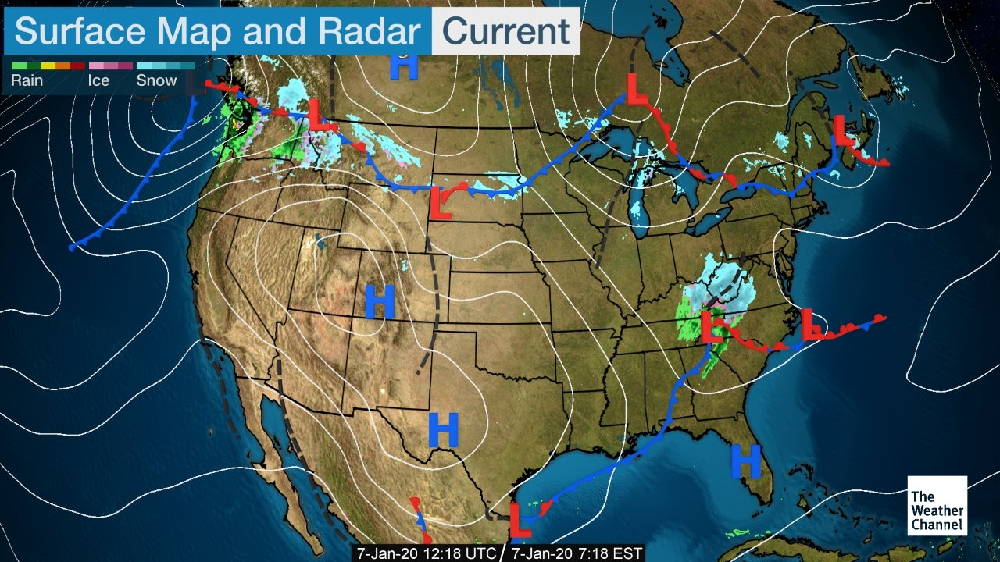 Surface Map and Radar Current
Rain Ice Snow
H
L
L
L
L
L
H
L
L
H
H
L
The
Weather
Channel
7-Jan-20 12:18 UTC / 7-Jan-20 7:18 EST